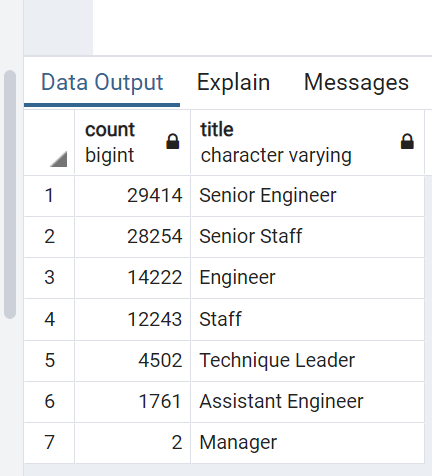 Data Output Explain Messages
count title
bigint character varying
1 29414 Senior Engineer
2 28254 Senior Staff
3 14222 Engineer
4 12243 Staff
5 4502 Technique Leader
6 1761 Assistant Engineer
7 2 Manager